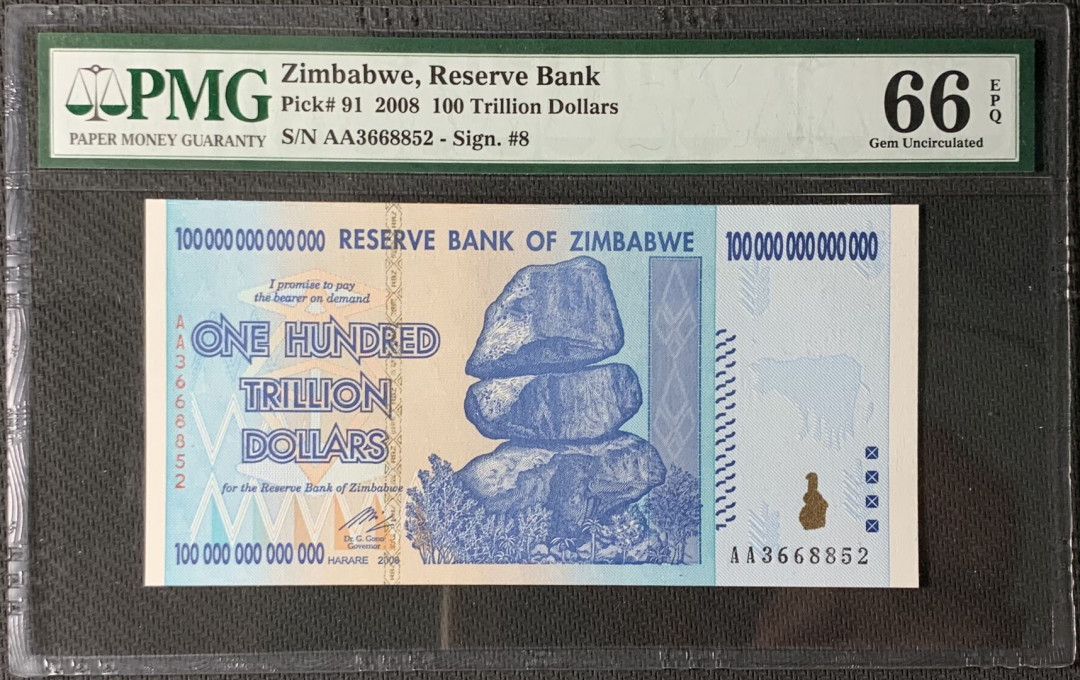 PMG
PAPER MONEY GUARANTY
Zimbabwe, Reserve Bank
Pick# 91 2008 100 Trillion Dollars
S/N AA3668852 - Sign. #8
66
EPQ
Gem Uncirculated
100 000 000 000 000 RESERVE BANK OF ZIMBABWE 100 000 000 000 000
I promise to pay
the bearer on demand
ONE HUNDRED
TRILLION
DOLLARS
AA3668852
for the Reserve Bank of Zimbabwe
Dr. G. Gono
Governor
100 000 000 000 000 HARARE 2008
AA3668852